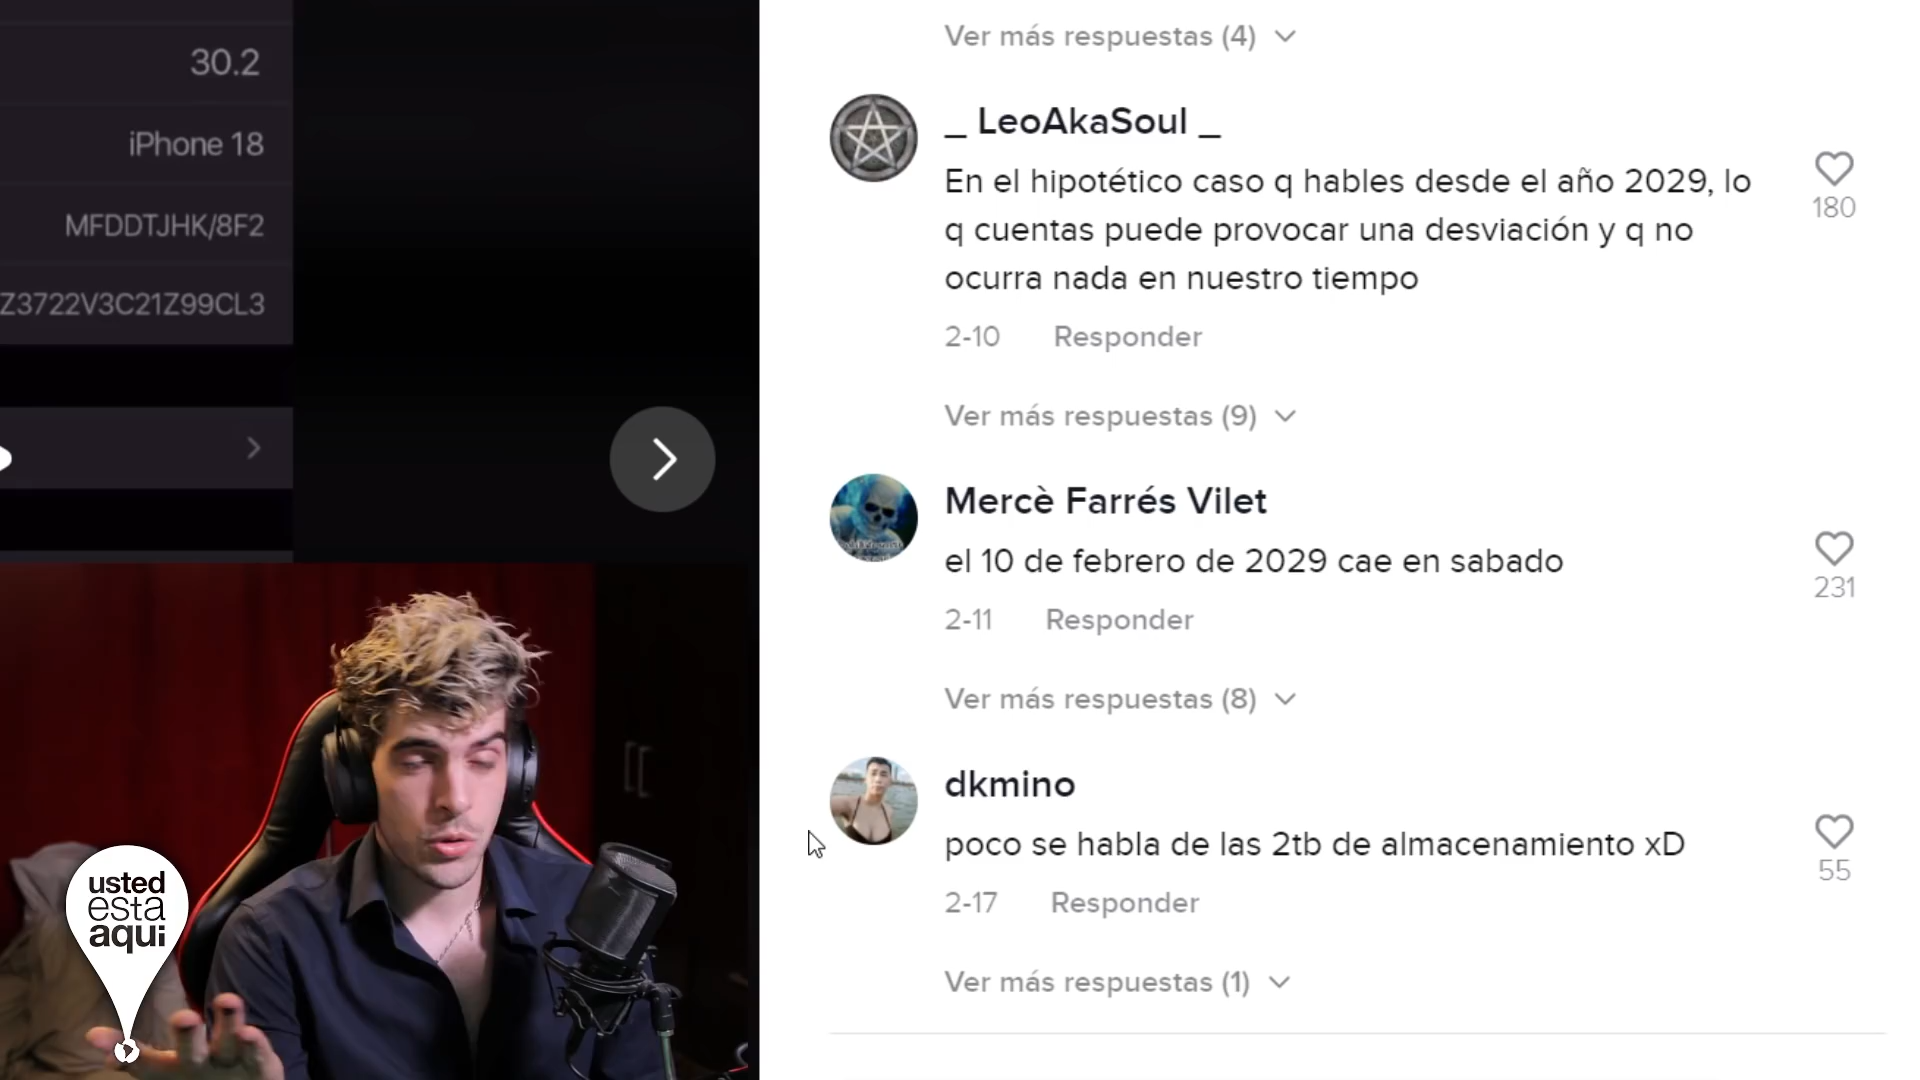 30.2
iPhone 18
MFDDTJHK/8F2
Z3722V3C21Z99CL3
usted
esta
aqui
Ver más respuestas (4)
_ LeoAkaSoul _
En el hipotético caso q hables desde el año 2029, lo
q cuentas puede provocar una desviación y q no
ocurra nada en nuestro tiempo
180
2-10 Responder
Ver más respuestas (9)
Mercè Farrés Vilet
el 10 de febrero de 2029 cae en sabado
231
2-11 Responder
Ver más respuestas (8)
dkmino
poco se habla de las 2tb de almacenamiento xD
55
2-17 Responder
Ver más respuestas (1)